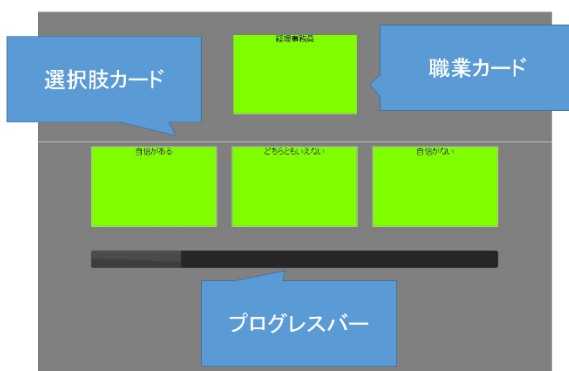 経理事務員
選択肢カード
職業カード
自信がある
どちらともいえない
自信がない
プログレスバー